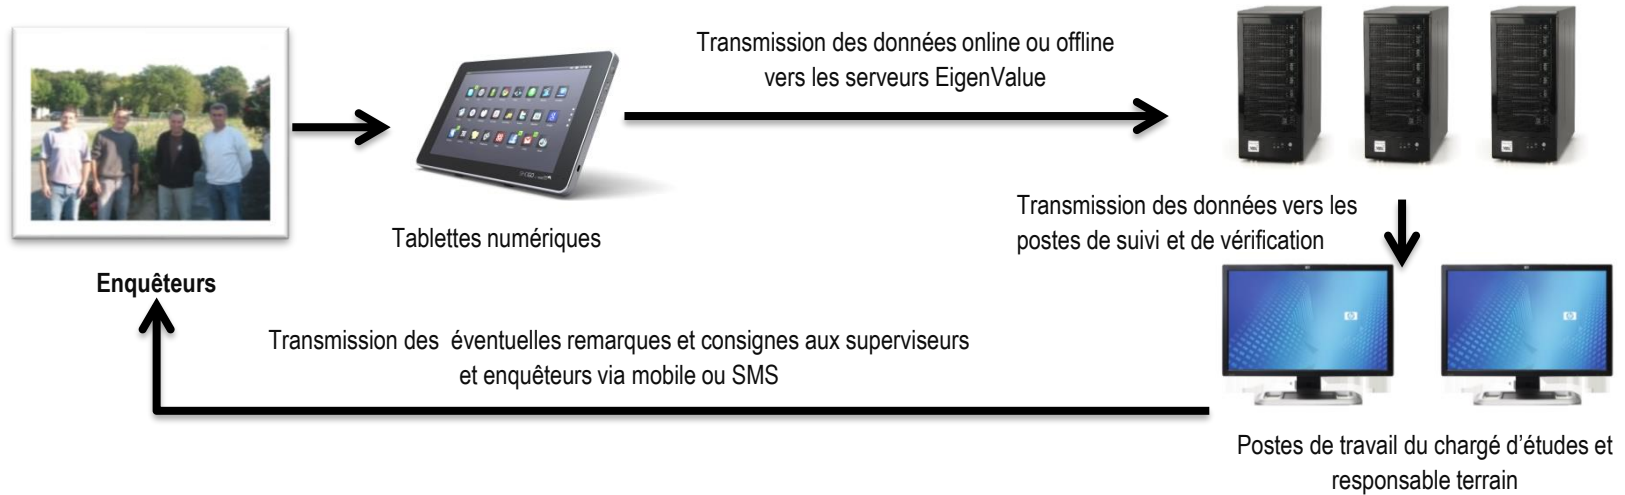 Transmission des données online ou offline
vers les serveurs EigenValue
Tablettes numériques
Transmission des données vers les
postes de suivi et de vérification
Enquêteurs
Transmission des  éventuelles remarques et consignes aux superviseurs
et enquêteurs via mobile ou SMS
Postes de travail du chargé d’études et
responsable terrain